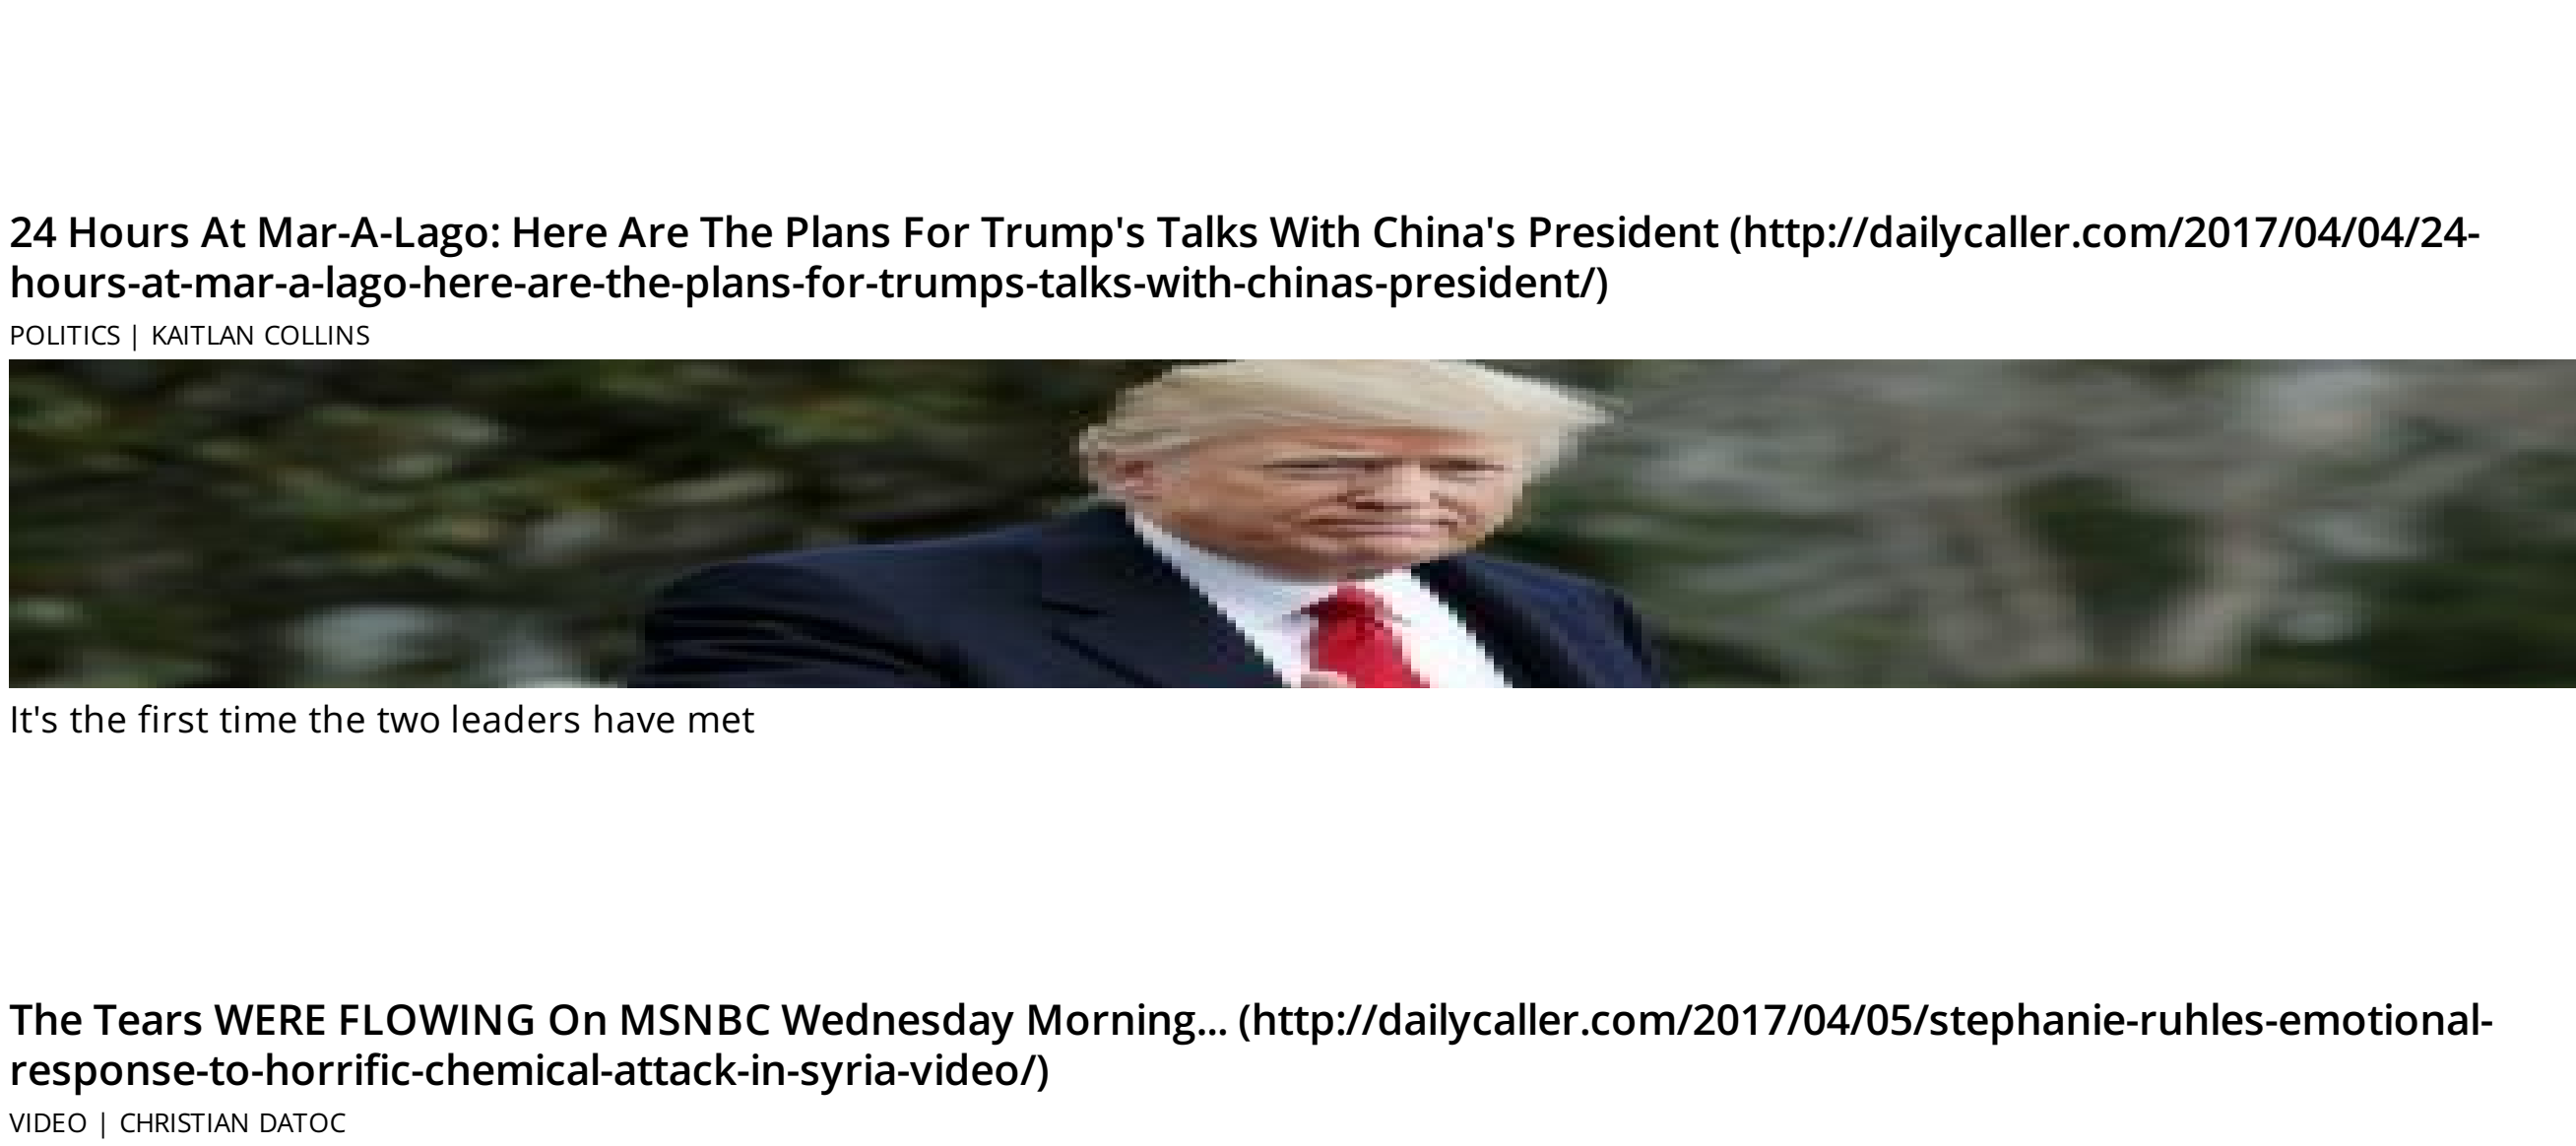 24 Hours At Mar-A-Lago: Here Are The Plans For Trump's Talks With China's President (http://dailycaller.com/2017/04/04/24-
hours-at-mar-a-lago-here-are-the-plans-for-trumps-talks-with-chinas-president/)
POLITICS | KAITLAN COLLINS
It's the first time the two leaders have met
The Tears WERE FLOWING On MSNBC Wednesday Morning... (http://dailycaller.com/2017/04/05/stephanie-ruhles-emotional-
response-to-horrific-chemical-attack-in-syria-video/)
VIDEO | CHRISTIAN DATOC